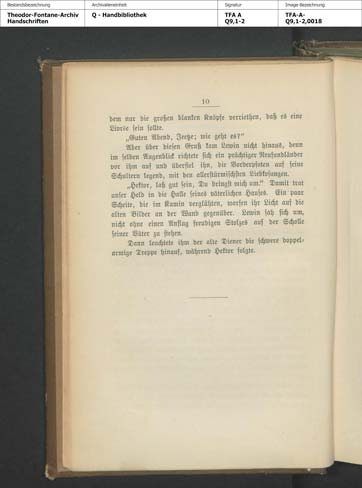 Bestandsbezeichnung
Theodor-Fontane-Archiv
Handschriften
Archivalieneinheit
Q - Handbibliothek
Signatur
TFA A
Q9,1-2
Image-Bezeichnung
TFA-A-
Q9,1-2,0018
10
dem nur die großen blanken Knöpfe verriethen, daß es eine
Livrée sein sollte.
„Guten Abend, Jeetze; wie geht es?“
Aber über diesen Gruß kam Lewin nicht hinaus, denn
im selben Augenblick richtete sich ein prächtiger Neufundländer
vor ihm auf und überfiel ihn, die Vorderpfoten auf seine
Schultern legend, mit den allerstürmischsten Liebkosungen.
„Hektor, laß gut sein, Du bringst mich um.“ Damit trat
unser Held in die Halle seines väterlichen Hauses. Ein paar
Scheite, die im Kamin verglühten, warfen ihr Licht auf die
alten Bilder an der Wand gegenüber. Lewin sah sich um,
nicht ohne einen Anflug freudigen Stolzes auf der Scholle
seiner Väter zu stehen.
Dann leuchtete ihm der alte Diener die schwere doppel-
armige Treppe hinauf, während Hektor folgte.